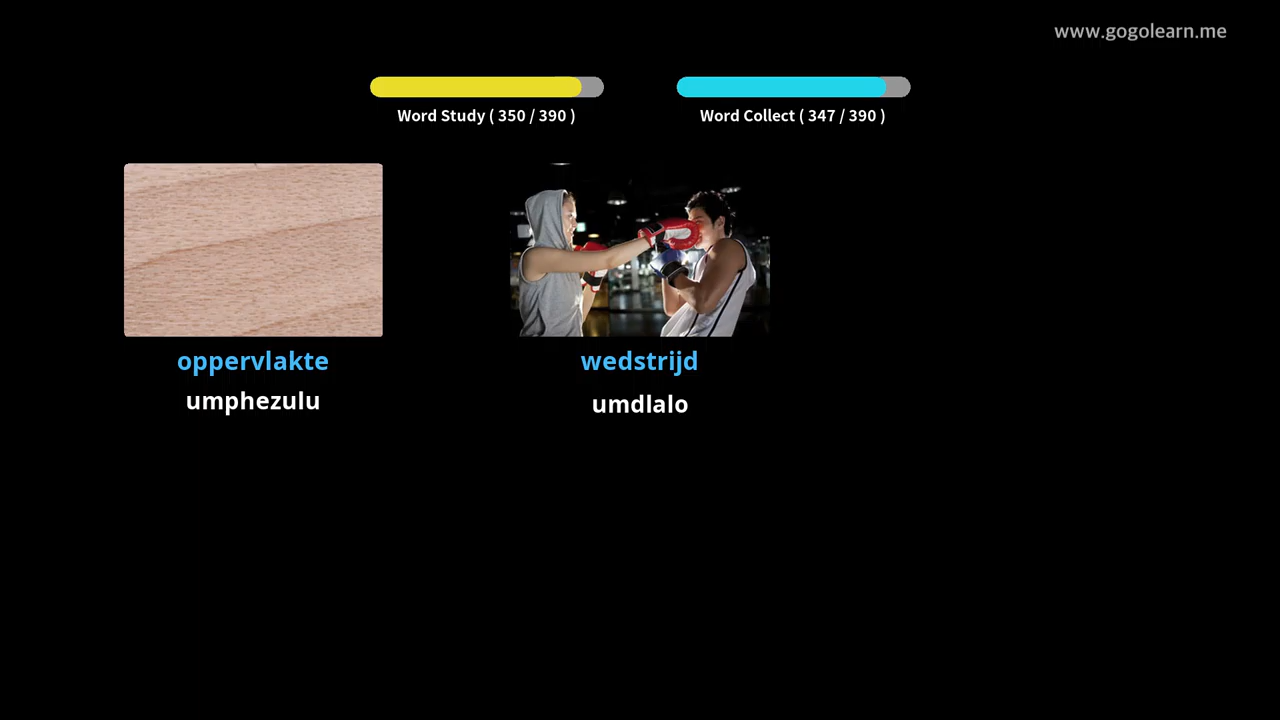 www.gogolearn.me
Word Study ( 350 / 390 )
Word Collect ( 347 / 390 )
oppervlakte
umphezulu
wedstrijd
umdlalo